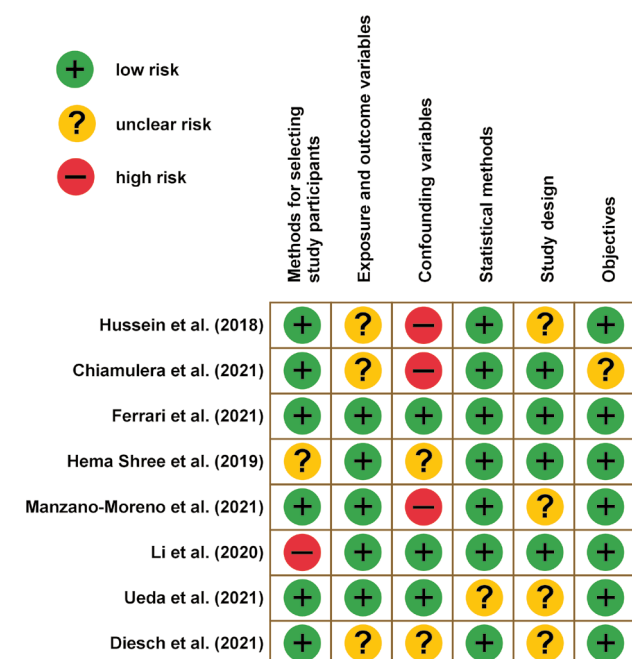 + low risk
? unclear risk
− high risk
Methods for selecting
study participants
Exposure and outcome variables
Confounding variables
Statistical methods
Study design
Objectives
Hussein et al. (2018) + ? − + ? +
Chiamulera et al. (2021) + ? − + + ?
Ferrari et al. (2021) + + + + + +
Hema Shree et al. (2019) ? + ? + + +
Manzano-Moreno et al. (2021) + + − + ? +
Li et al. (2020) − + + + + +
Ueda et al. (2021) + + + ? ? +
Diesch et al. (2021) + ? ? + ? +